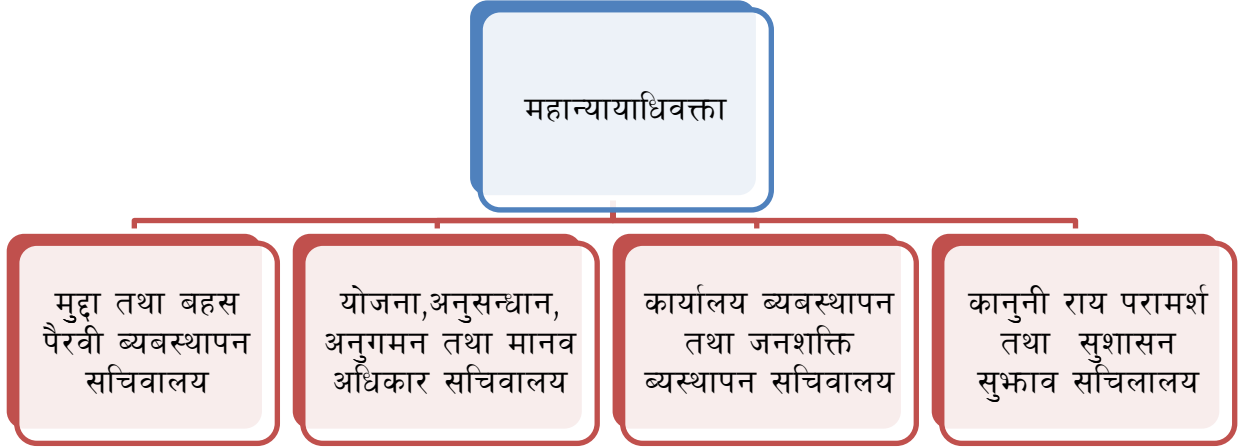 महान्यायाधिवक्ता
मुद्दा तथा बहस
पैरवी ब्यबस्थापन
सचिवालय
योजना,अनुसन्धान,
अनुगमन तथा मानव
अधिकार सचिवालय
कार्यालय ब्यबस्थापन
तथा जनशक्ति
ब्यस्थापन सचिवालय
कानुनी राय परामर्श
तथा सुशासन
सुझाव सचिलालय